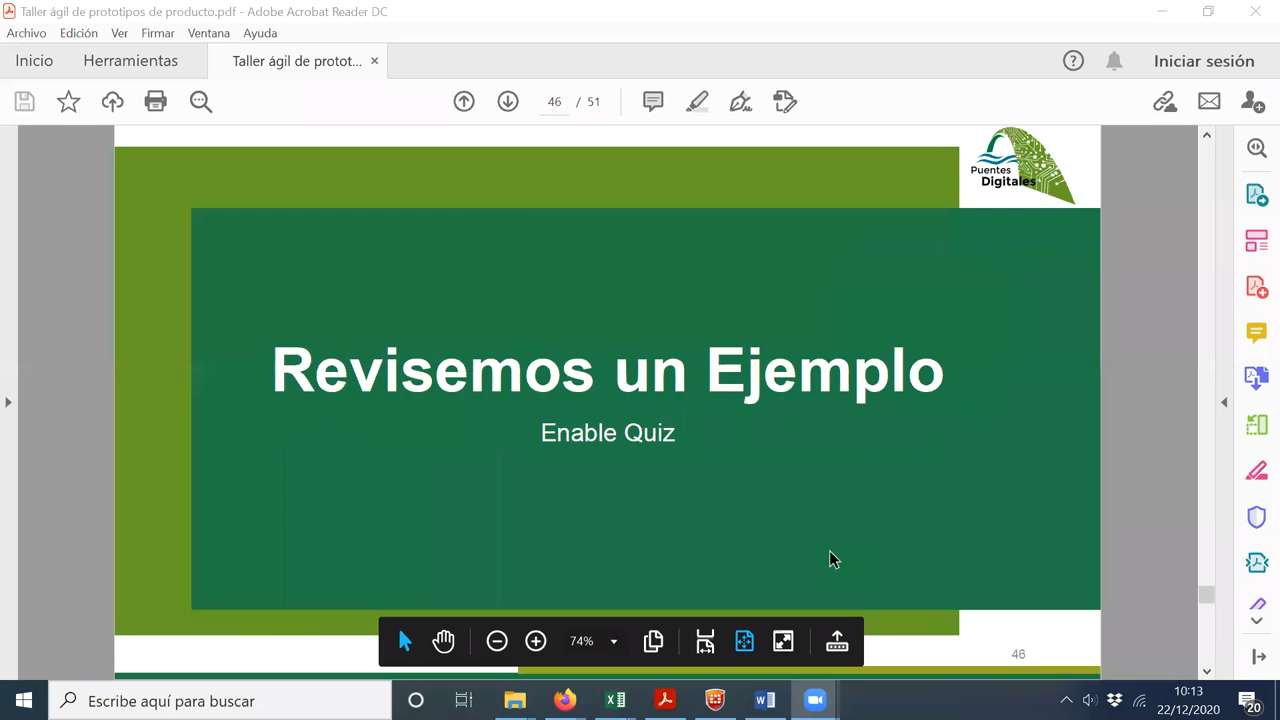 Taller ágil de prototipos de producto.pdf - Adobe Acrobat Reader DC
Archivo Edición Ver Firmar Ventana Ayuda
Inicio Herramientas Taller ágil de protot... × Iniciar sesión
46 / 51
Puentes
Digitales
Revisemos un Ejemplo
Enable Quiz
74%
46
Escribe aquí para buscar
10:13
22/12/2020
20